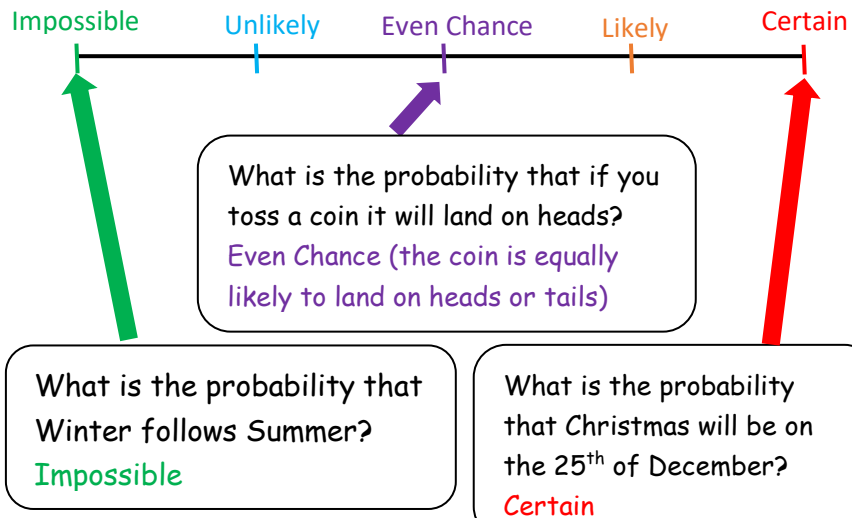 Impossible Unlikely Even Chance Likely Certain
What is the probability that if you
toss a coin it will land on heads?
Even Chance (the coin is equally
likely to land on heads or tails)
What is the probability that
Winter follows Summer?
Impossible
What is the probability
that Christmas will be on
the 25th of December?
Certain